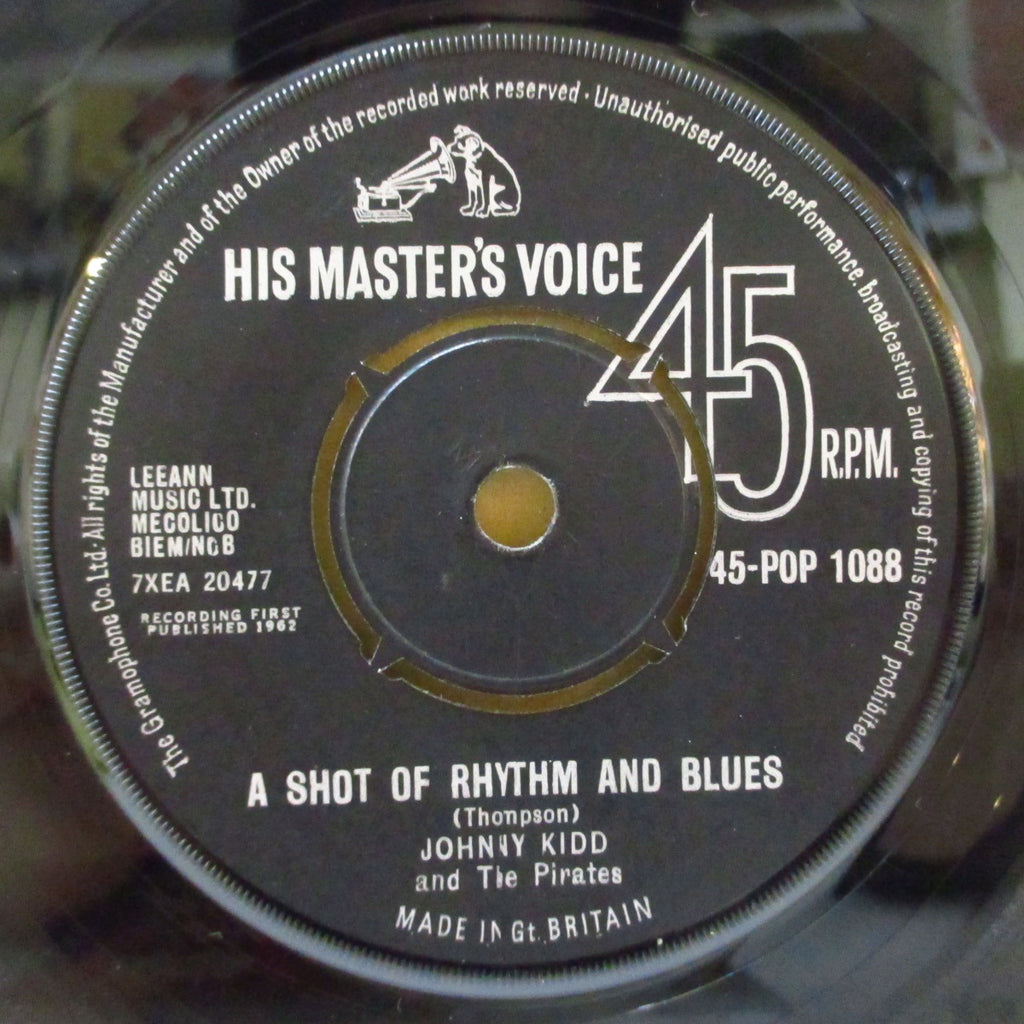 The Gramophone Co. Ltd · All rights of the Manufacturer and of the Owner of the recorded work reserved · Unauthorised public performance, broadcasting and copying of this record prohibited
HIS MASTER'S VOICE
45
R.P.M.
LEEANN
MUSIC LTD.
MECOLICO
BIEM/NCB
7XEA 20477
RECORDING FIRST
PUBLISHED 1962
45-POP 1088
A SHOT OF RHYTHM AND BLUES
(Thompson)
JOHNNY KIDD
and The Pirates
MADE IN Gt. BRITAIN